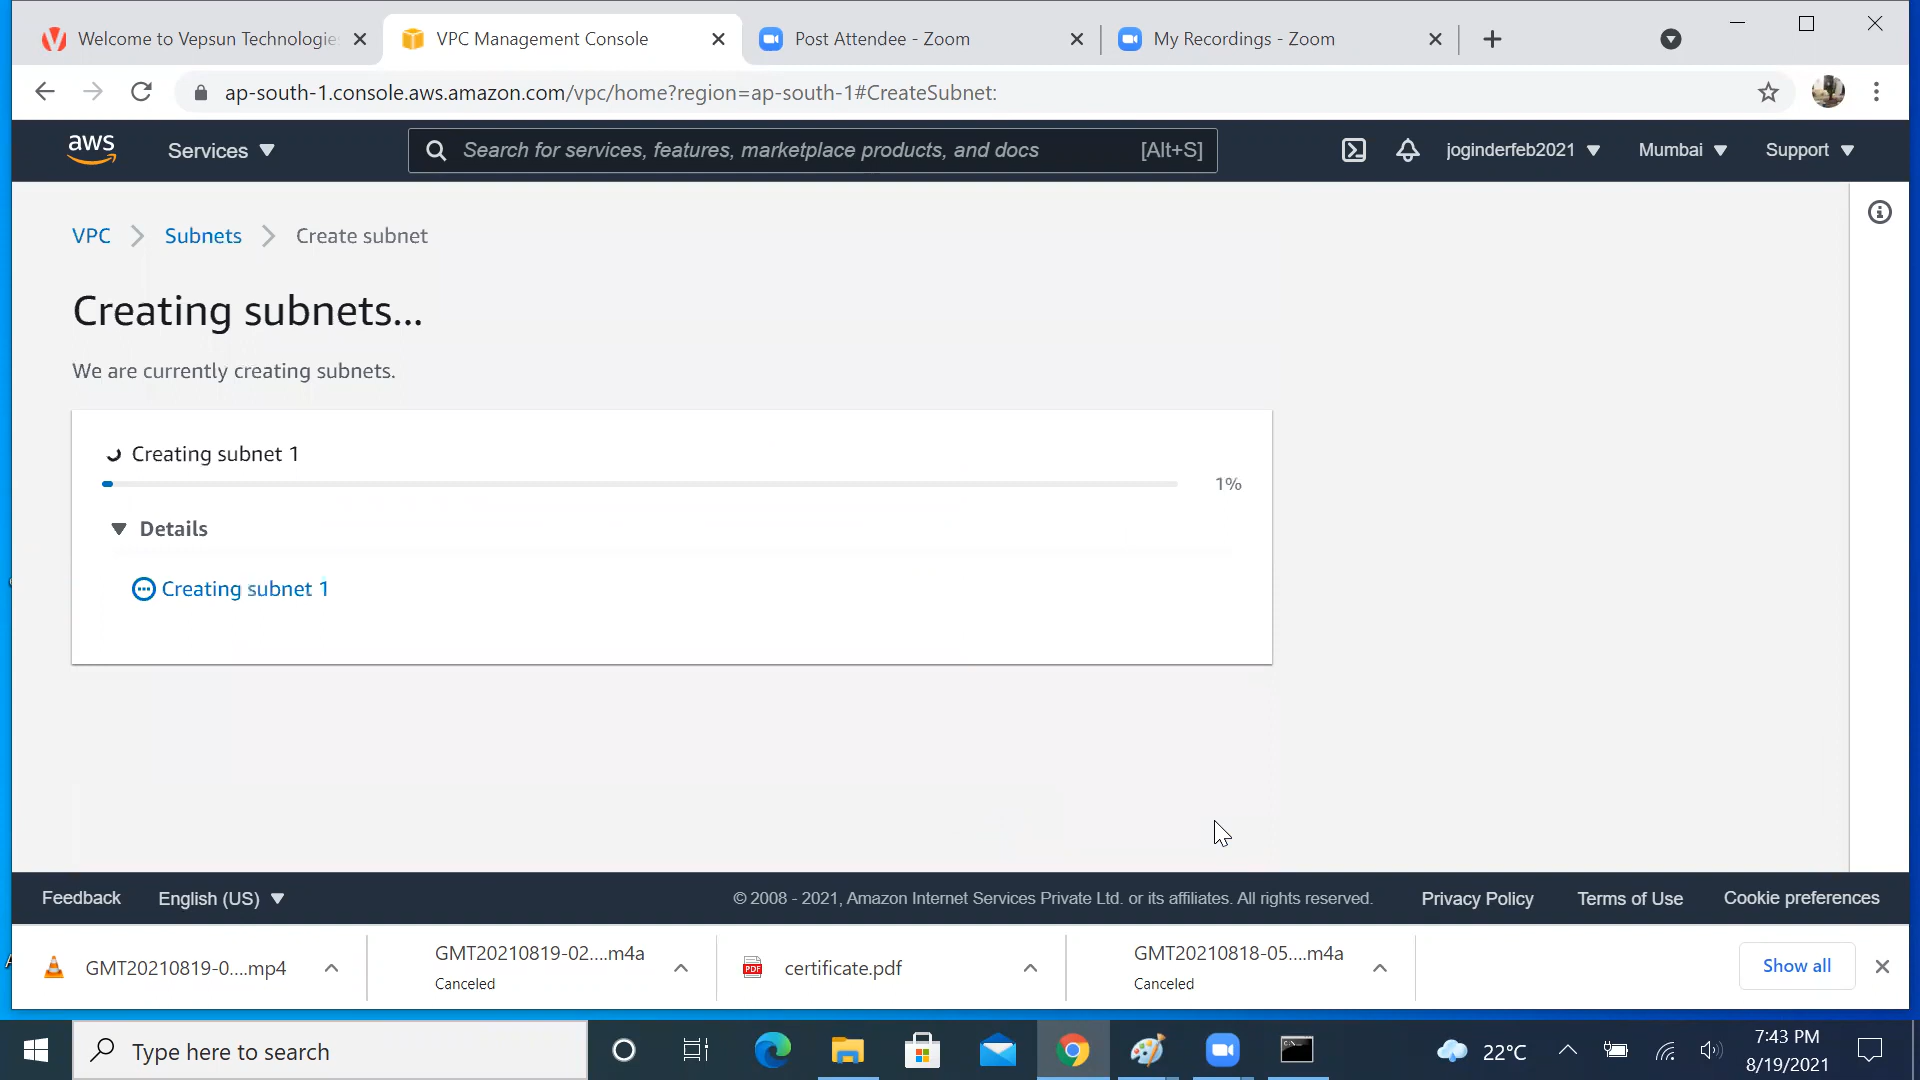 Welcome to Vepsun Technologies
VPC Management Console
Post Attendee - Zoom
My Recordings - Zoom
ap-south-1.console.aws.amazon.com/vpc/home?region=ap-south-1#CreateSubnet:
aws
Services
Search for services, features, marketplace products, and docs
[Alt+S]
joginderfeb2021
Mumbai
Support
VPC
Subnets
Create subnet
Creating subnets...
We are currently creating subnets.
Creating subnet 1
1%
Details
Creating subnet 1
Feedback
English (US)
© 2008 - 2021, Amazon Internet Services Private Ltd. or its affiliates. All rights reserved.
Privacy Policy
Terms of Use
Cookie preferences
GMT20210819-0....mp4
GMT20210819-02....m4a
Canceled
PDF
certificate.pdf
GMT20210818-05....m4a
Canceled
Show all
Type here to search
22°C
7:43 PM
8/19/2021